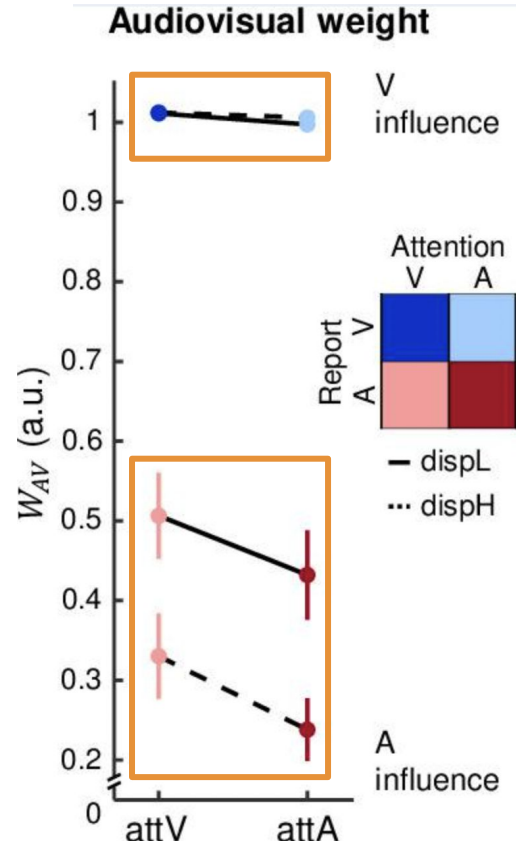 Audiovisual weight
V
influence
1
0.9
0.8
0.7
0.6
0.5
0.4
0.3
0.2
0
W_AV (a.u.)
attV
attA
Attention
V A
Report
V
A
dispL
dispH
A
influence